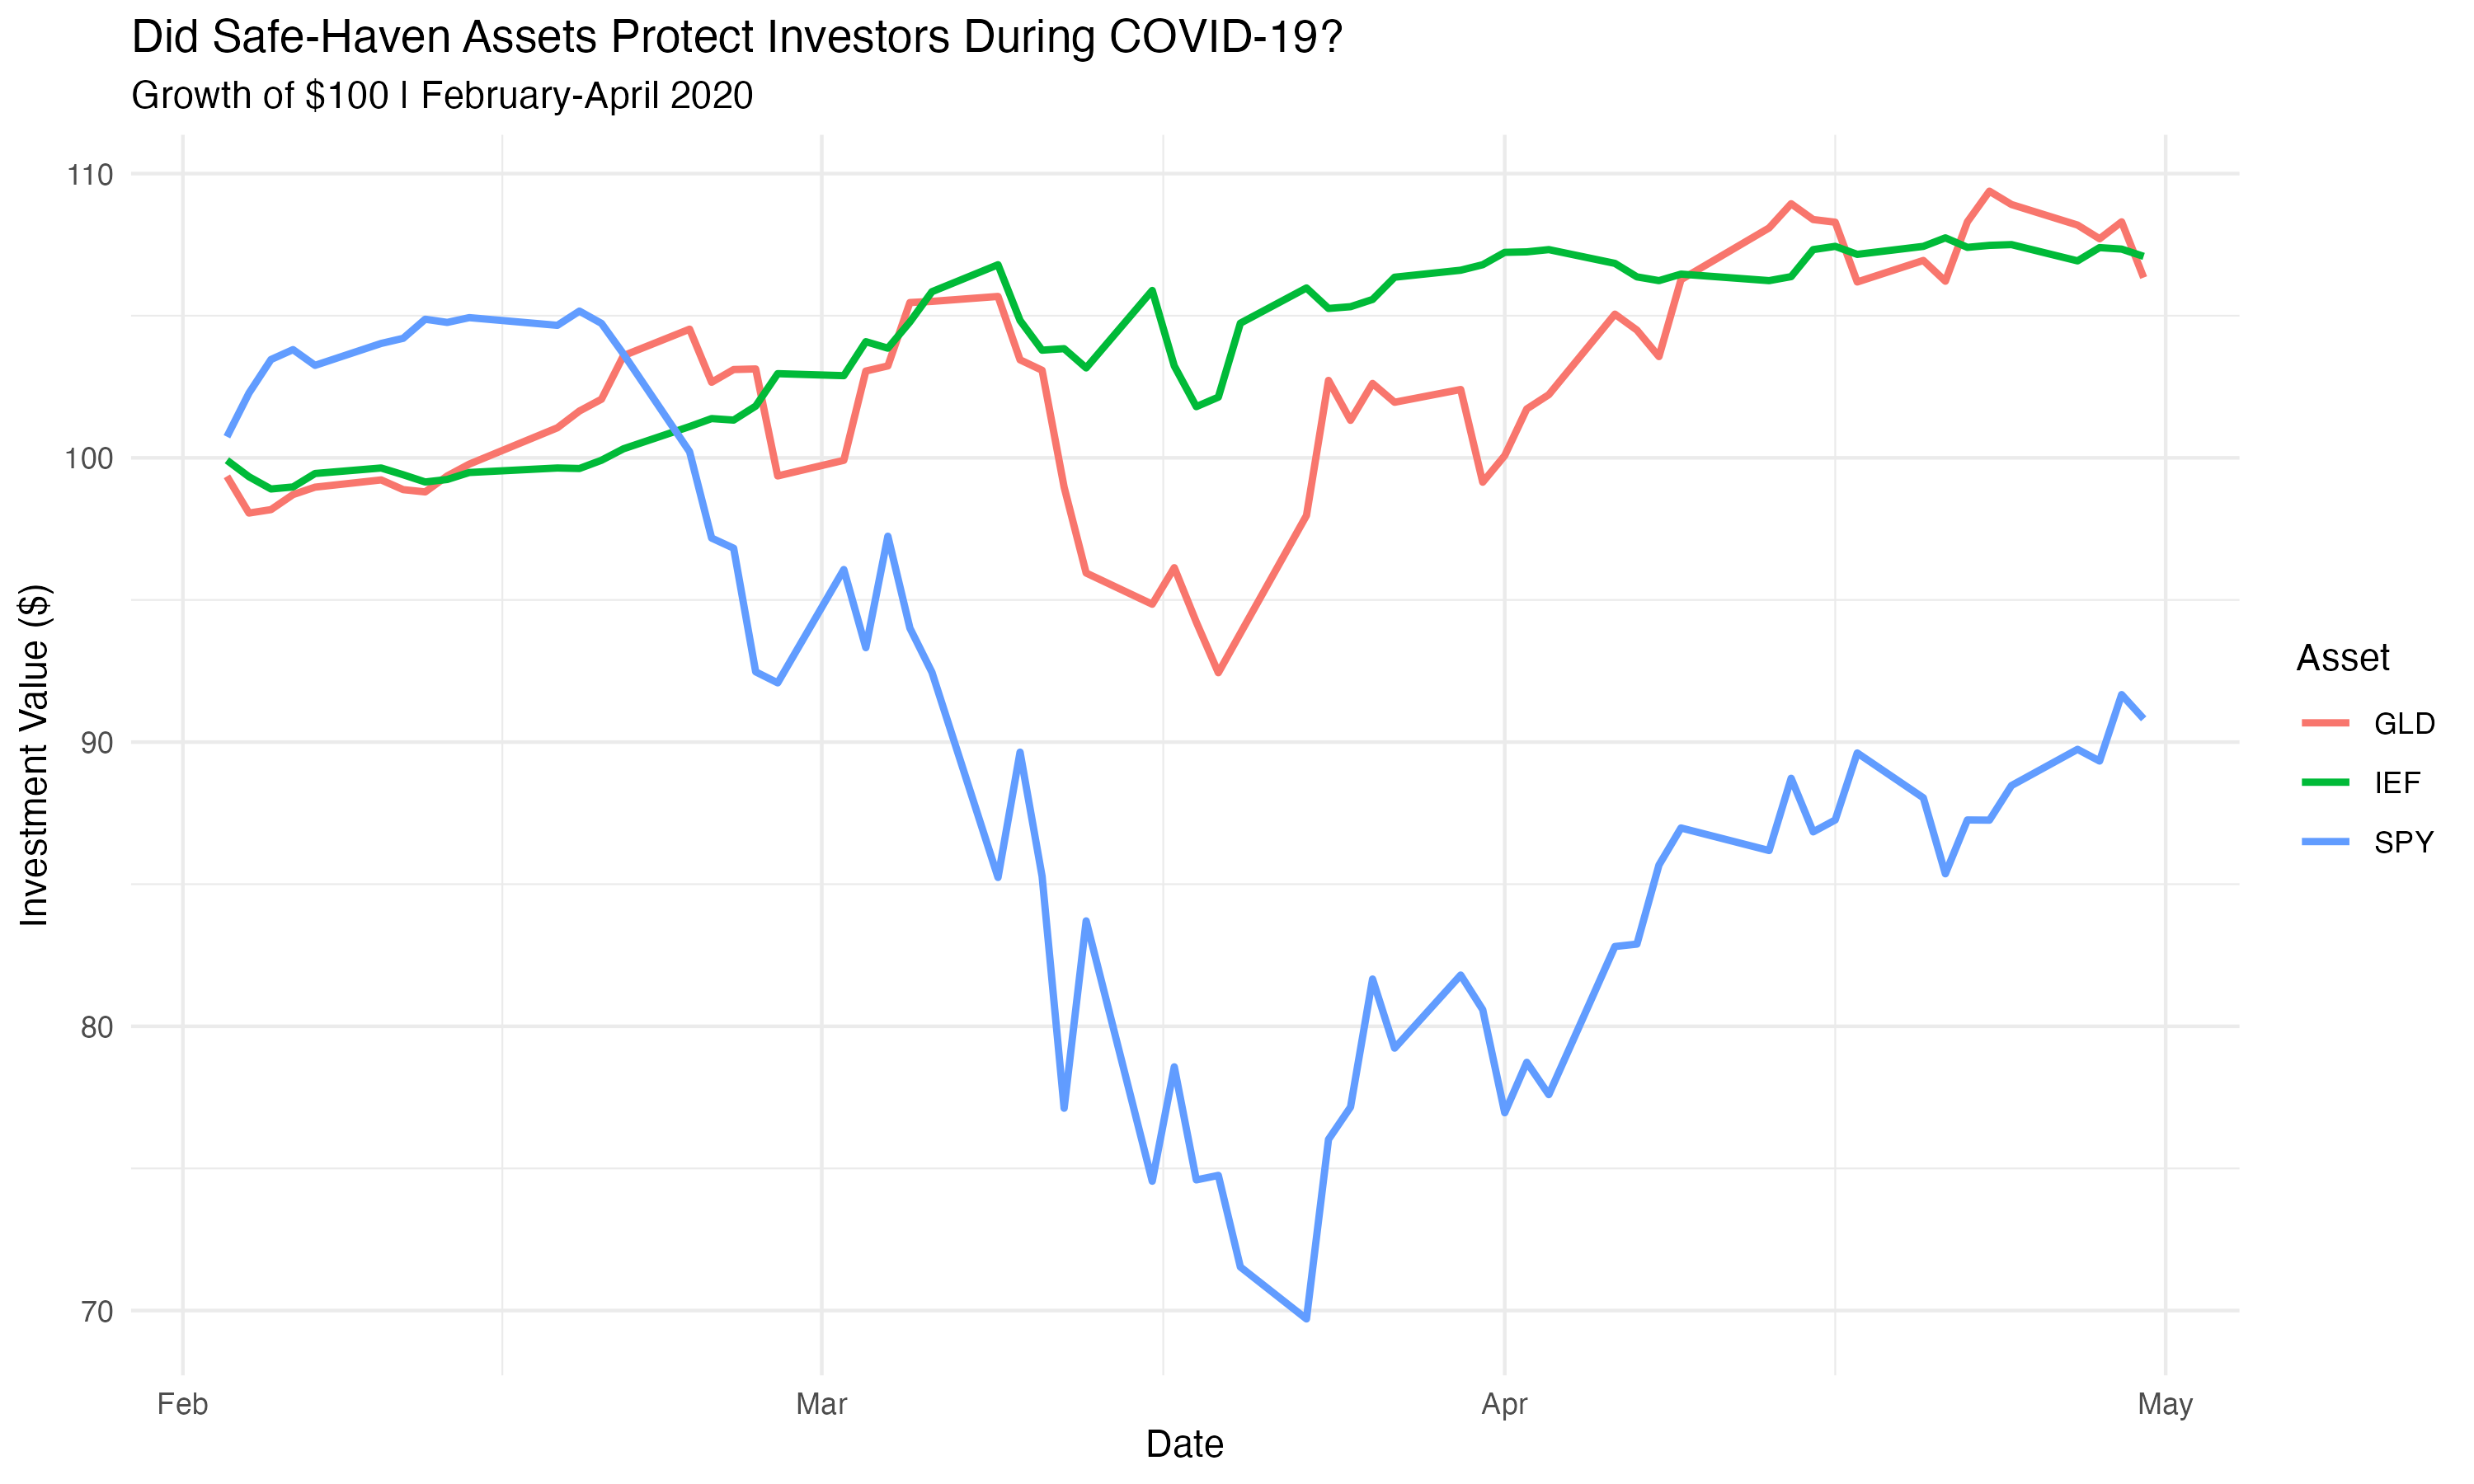 Did Safe-Haven Assets Protect Investors During COVID-19?
Growth of $100 | February-April 2020
110
100
90
80
70
Investment Value ($)
Feb
Mar
Apr
May
Date
Asset
GLD
IEF
SPY